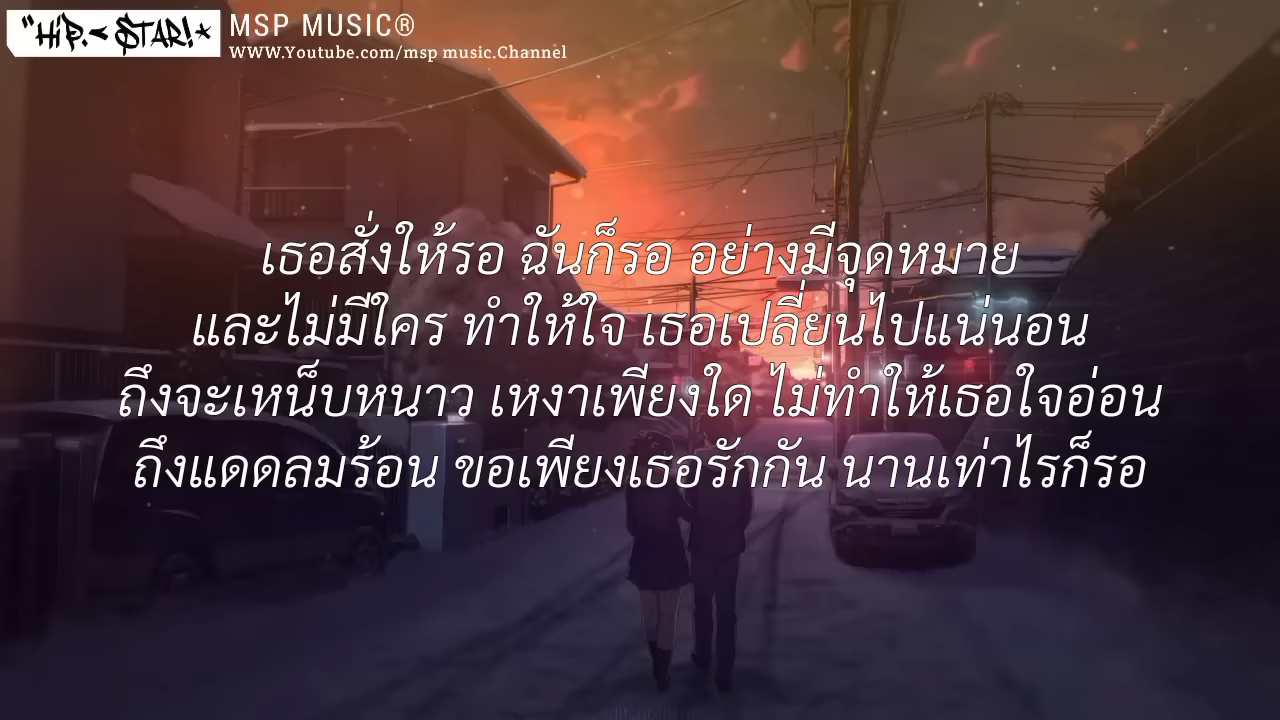 "HiP.< $TAR!★
MSP MUSIC®
WWW.Youtube.com/msp music.Channel
เธอสั่งให้รอ ฉันก็รอ อย่างมีจุดหมาย
และไม่มีใคร ทำให้ใจ เธอเปลี่ยนไปแน่นอน
ถึงจะเหน็บหนาว เหงาเพียงใด ไม่ทำให้เธอใจอ่อน
ถึงแดดลมร้อน ขอเพียงเธอรักกัน นานเท่าไรก็รอ